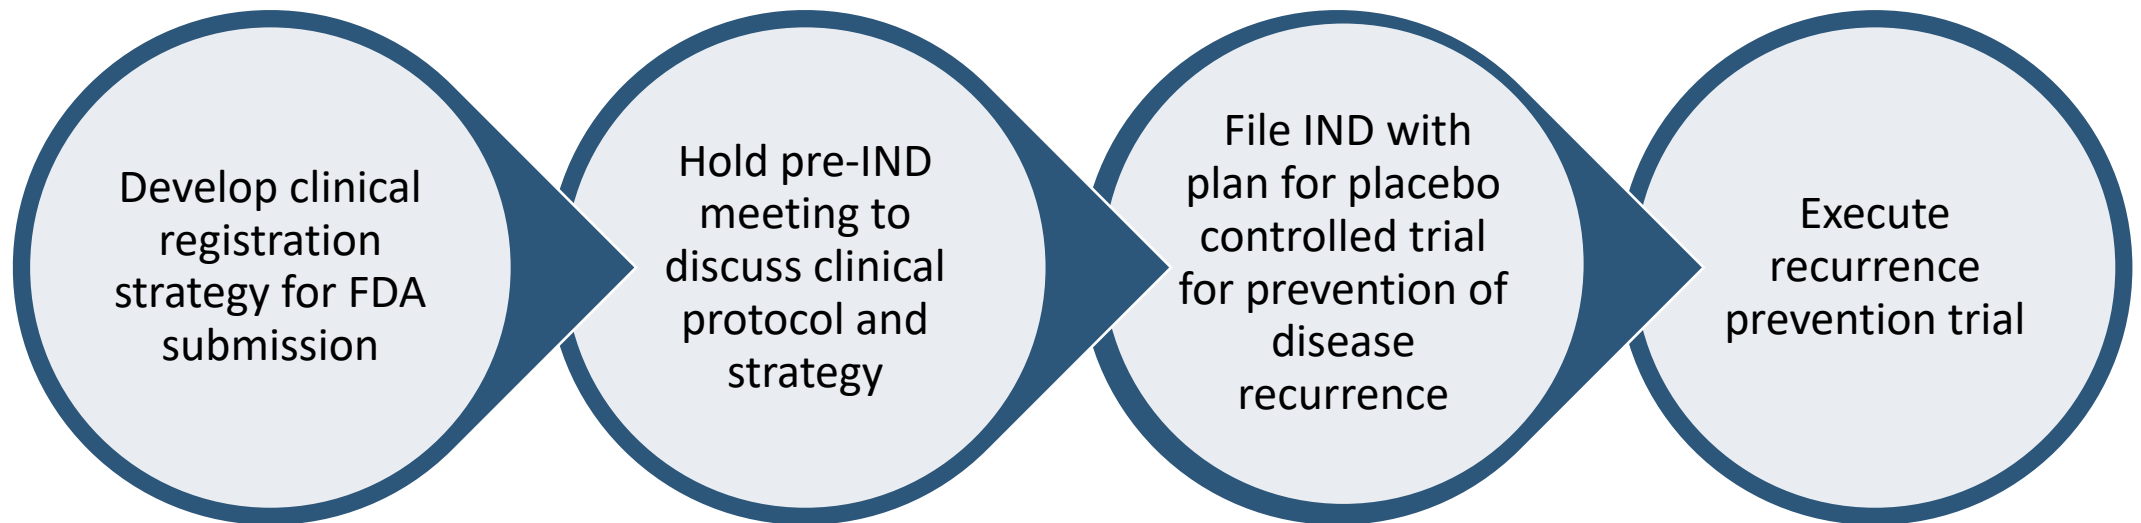 Develop clinical
registration
strategy for FDA
submission
Hold pre-IND
meeting to
discuss clinical
protocol and
strategy
File IND with
plan for placebo
controlled trial
for prevention of
disease
recurrence
Execute
recurrence
prevention trial